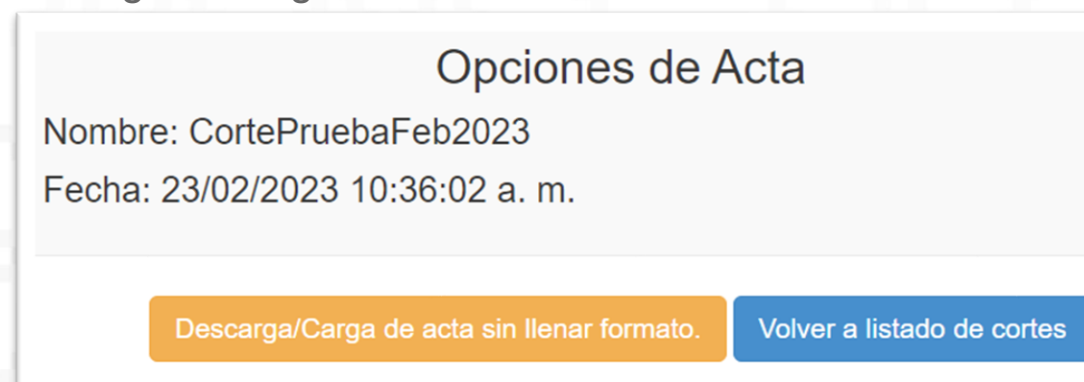 Opciones de Acta
Nombre: CortePruebaFeb2023
Fecha: 23/02/2023 10:36:02 a. m.
Descarga/Carga de acta sin llenar formato. Volver a listado de cortes